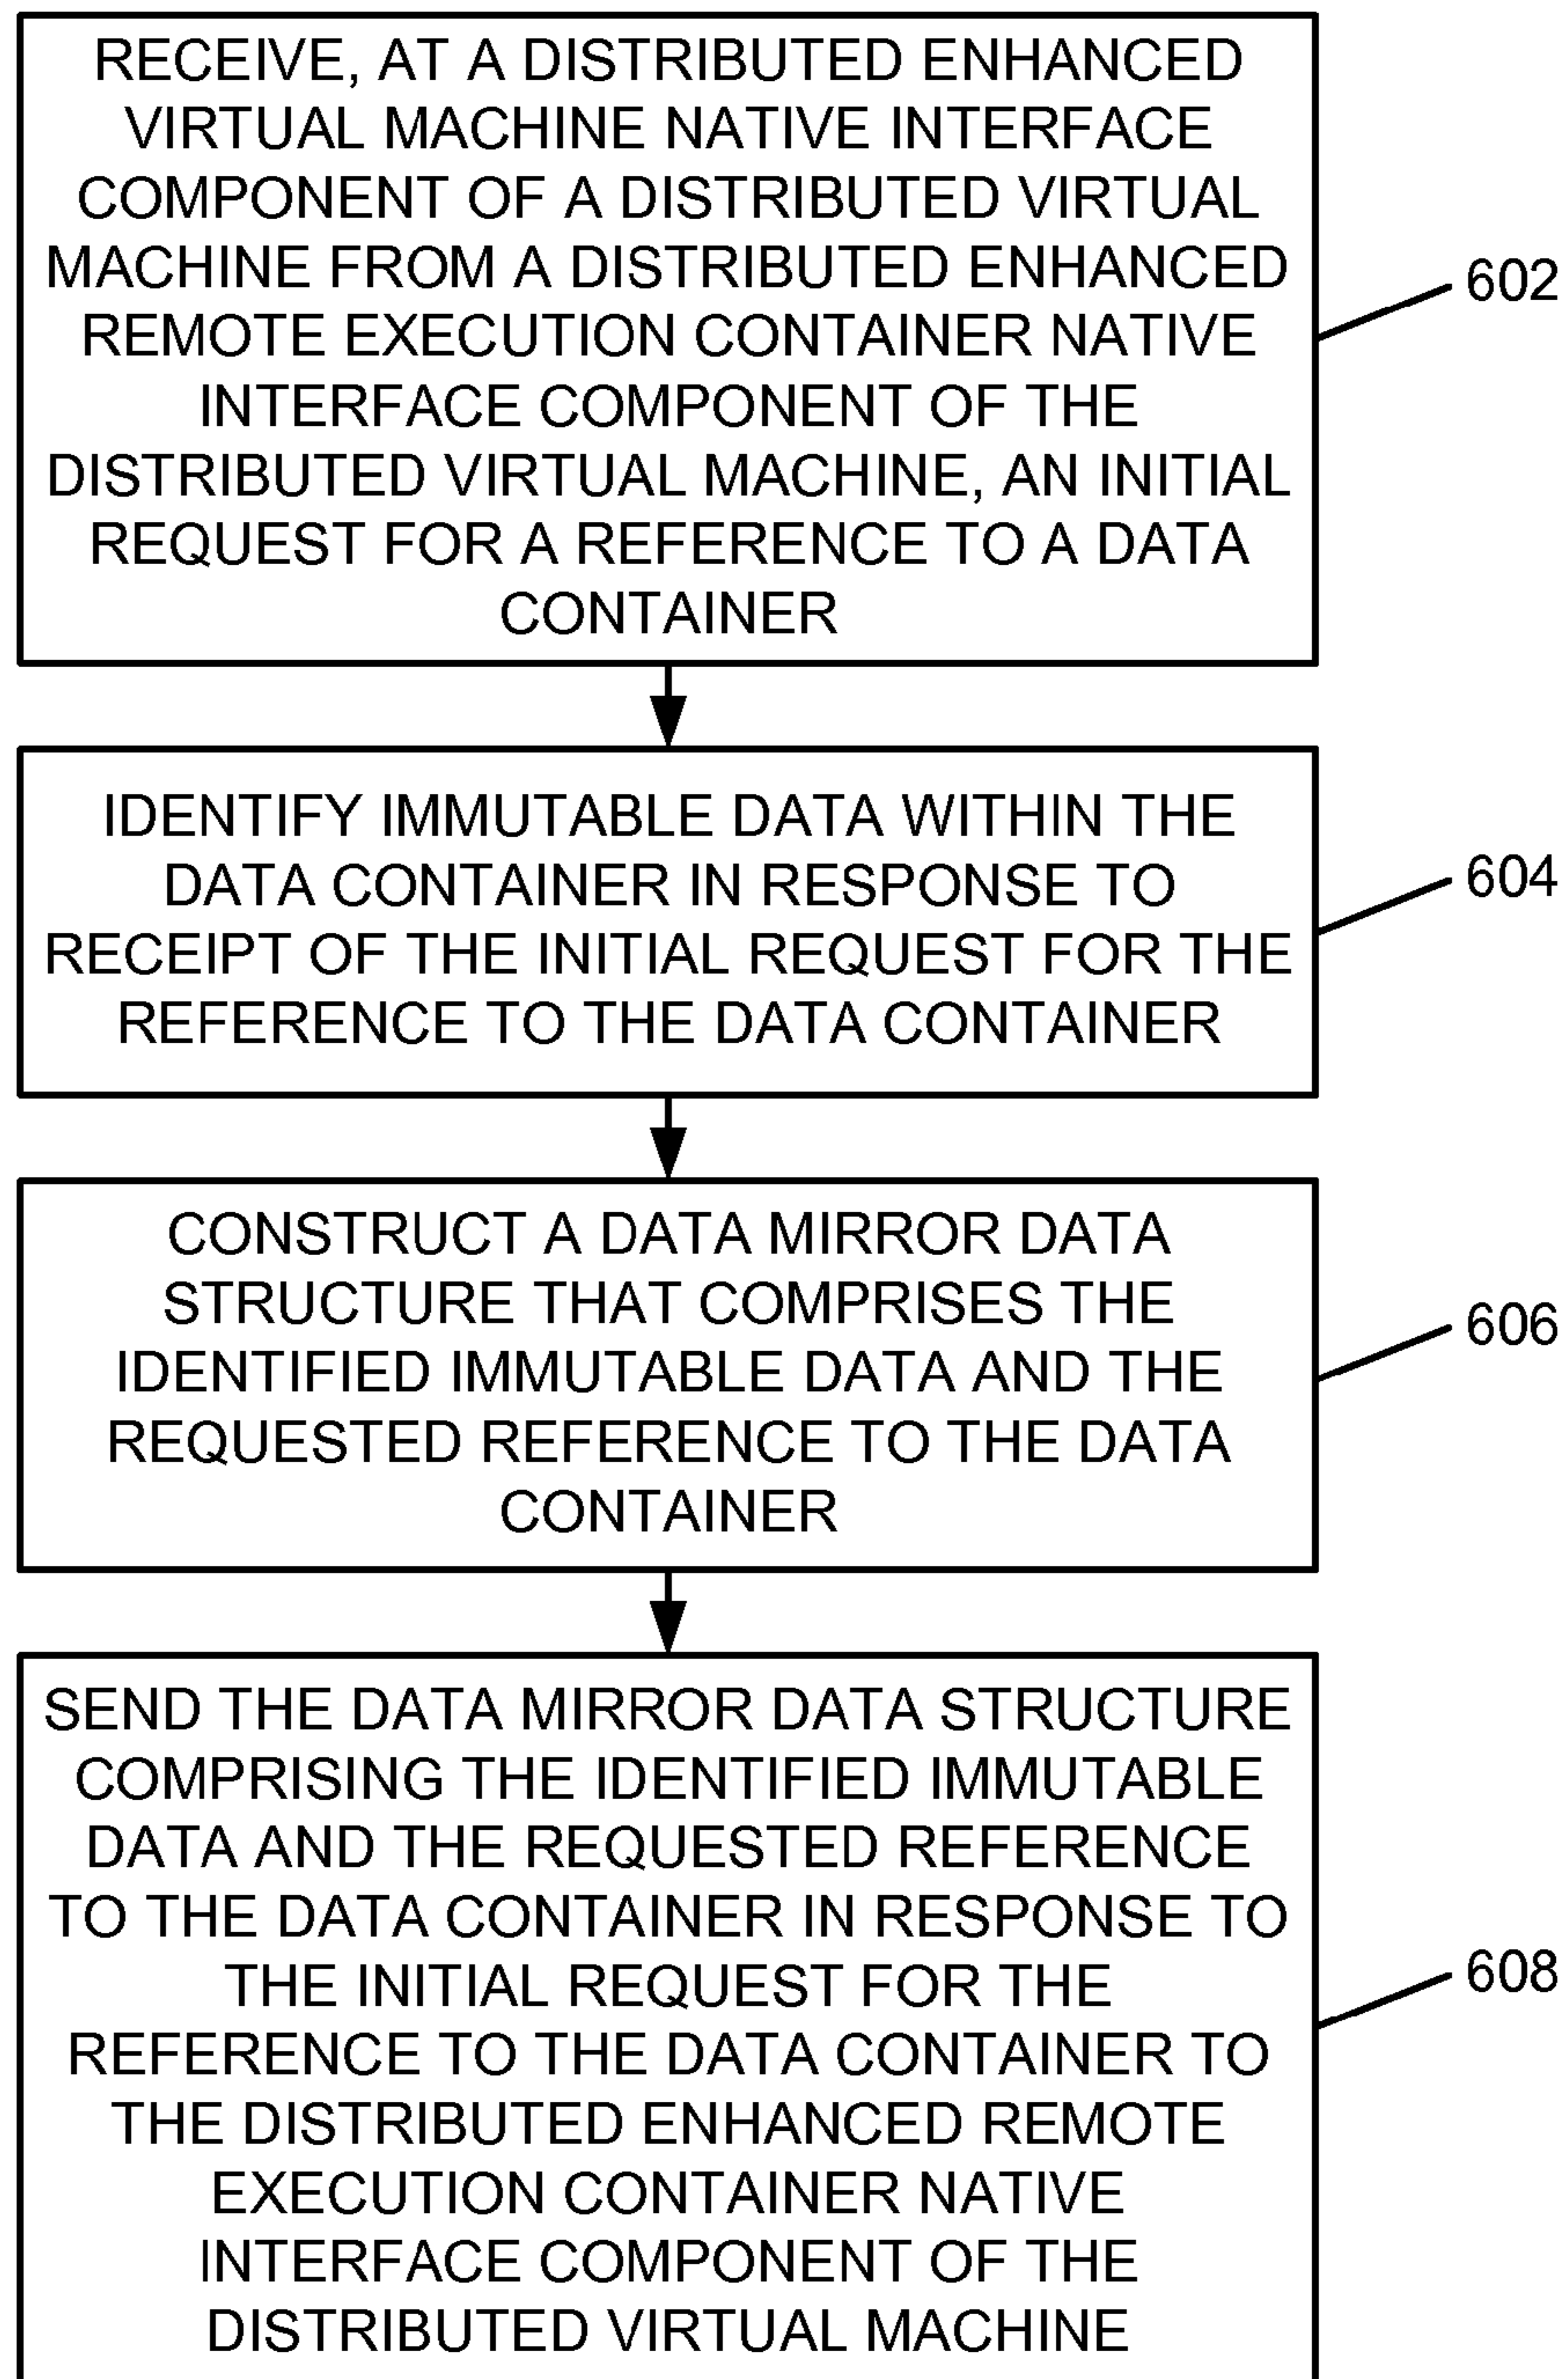 RECEIVE, AT A DISTRIBUTED ENHANCED
VIRTUAL MACHINE NATIVE INTERFACE
COMPONENT OF A DISTRIBUTED VIRTUAL
MACHINE FROM A DISTRIBUTED ENHANCED
REMOTE EXECUTION CONTAINER NATIVE
INTERFACE COMPONENT OF THE
DISTRIBUTED VIRTUAL MACHINE, AN INITIAL
REQUEST FOR A REFERENCE TO A DATA
CONTAINER
602
IDENTIFY IMMUTABLE DATA WITHIN THE
DATA CONTAINER IN RESPONSE TO
RECEIPT OF THE INITIAL REQUEST FOR THE
REFERENCE TO THE DATA CONTAINER
604
CONSTRUCT A DATA MIRROR DATA
STRUCTURE THAT COMPRISES THE
IDENTIFIED IMMUTABLE DATA AND THE
REQUESTED REFERENCE TO THE DATA
CONTAINER
606
SEND THE DATA MIRROR DATA STRUCTURE
COMPRISING THE IDENTIFIED IMMUTABLE
DATA AND THE REQUESTED REFERENCE
TO THE DATA CONTAINER IN RESPONSE TO
THE INITIAL REQUEST FOR THE
REFERENCE TO THE DATA CONTAINER TO
THE DISTRIBUTED ENHANCED REMOTE
EXECUTION CONTAINER NATIVE
INTERFACE COMPONENT OF THE
DISTRIBUTED VIRTUAL MACHINE
608